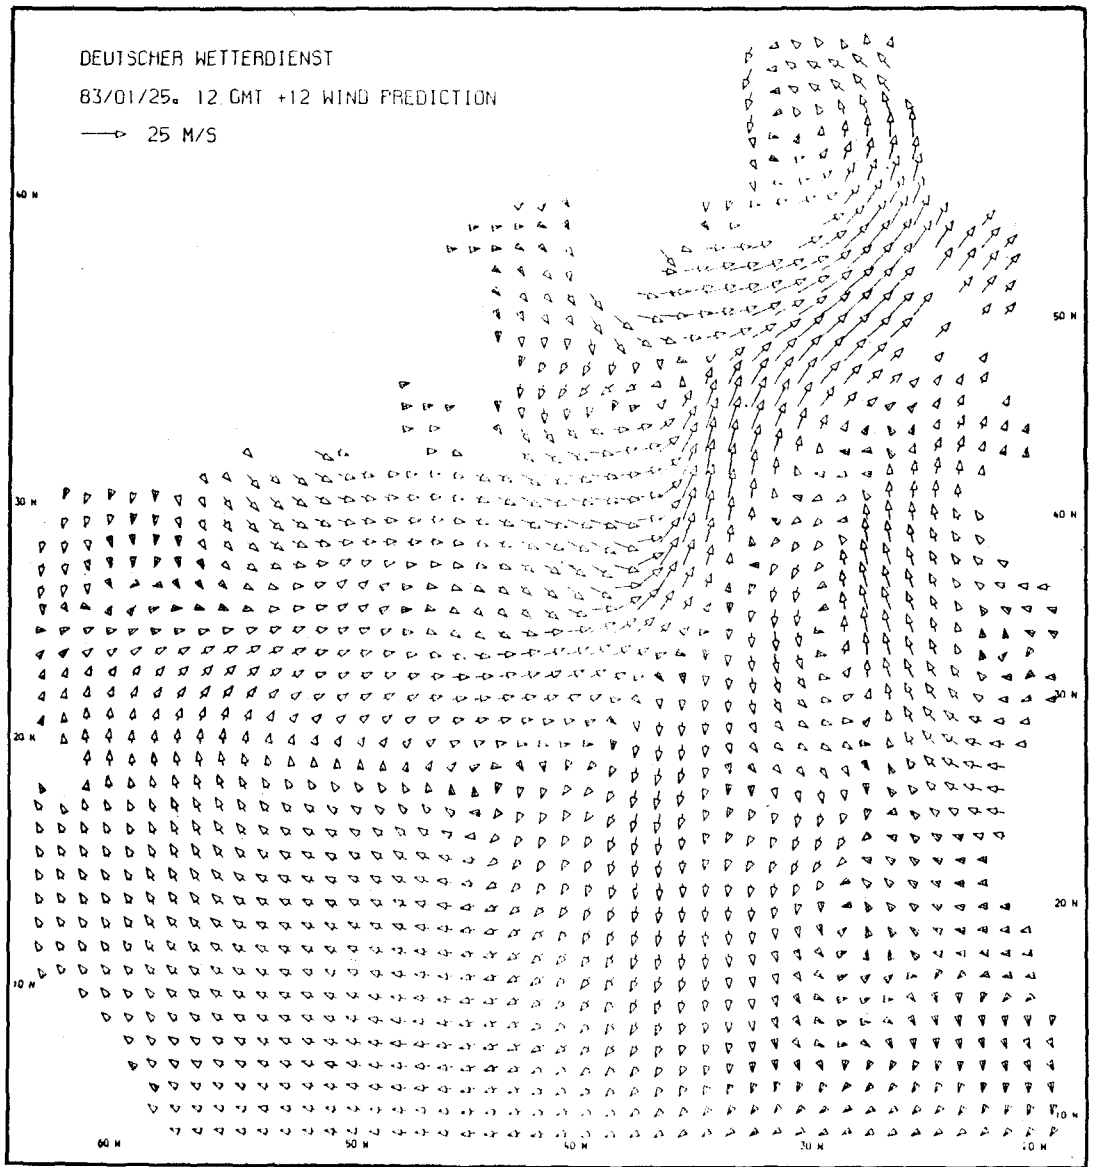 DEUTSCHER WETTERDIENST
83/01/25. 12 GMT +12 WIND PREDICTION
25 M/S
40 N
50 N
30 N
40 N
30 N
20 N
20 N
10 N
10 N
60 W
50 W
40 W
30 W
20 W